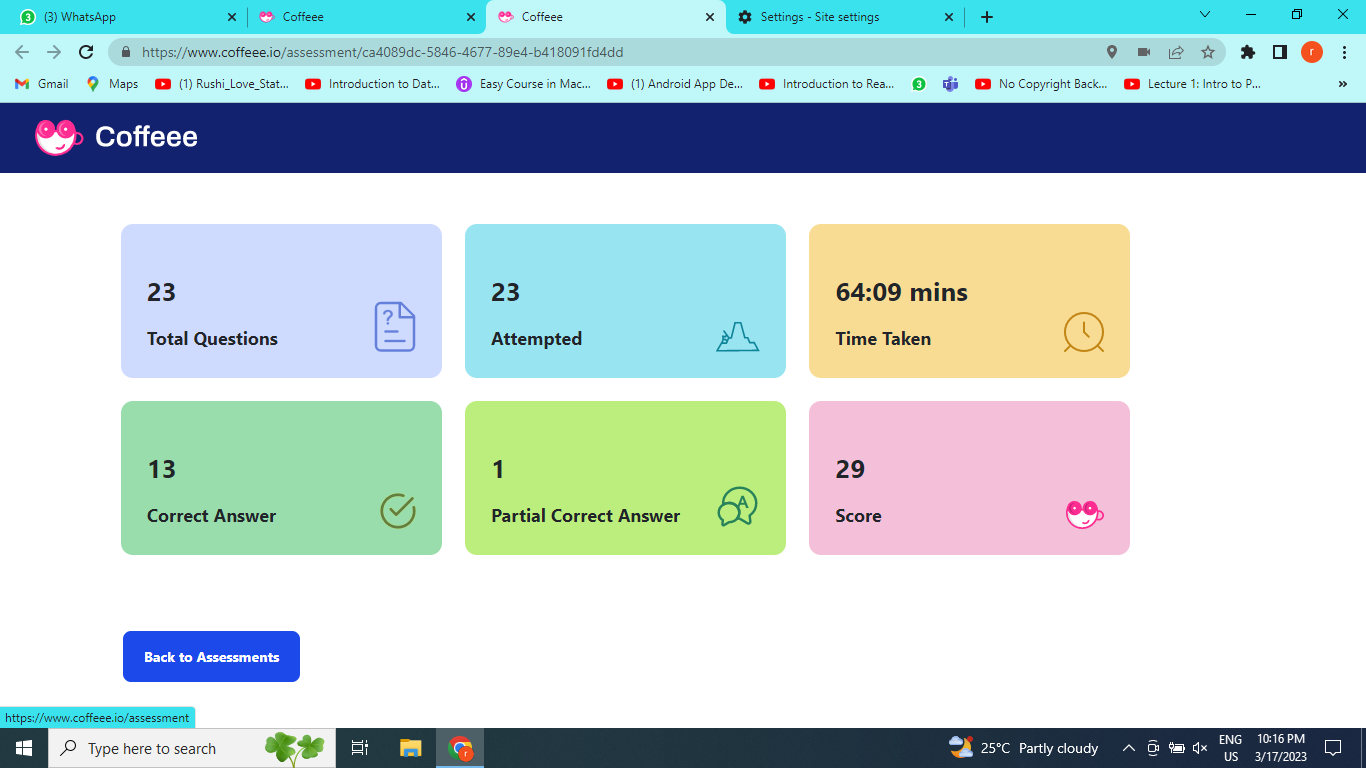 (3) WhatsApp
Coffeee
Coffeee
Settings - Site settings
https://www.coffeee.io/assessment/ca4089dc-5846-4677-89e4-b418091fd4dd
r
Gmail
Maps
(1) Rushi_Love_Stat...
Introduction to Dat...
Easy Course in Mac...
(1) Android App De...
Introduction to Rea...
3
No Copyright Back...
Lecture 1: Intro to P...
»
Coffeee
23
Total Questions
23
Attempted
64:09 mins
Time Taken
13
Correct Answer
1
Partial Correct Answer
29
Score
Back to Assessments
https://www.coffeee.io/assessment
Type here to search
25°C Partly cloudy
ENG
US
10:16 PM
3/17/2023